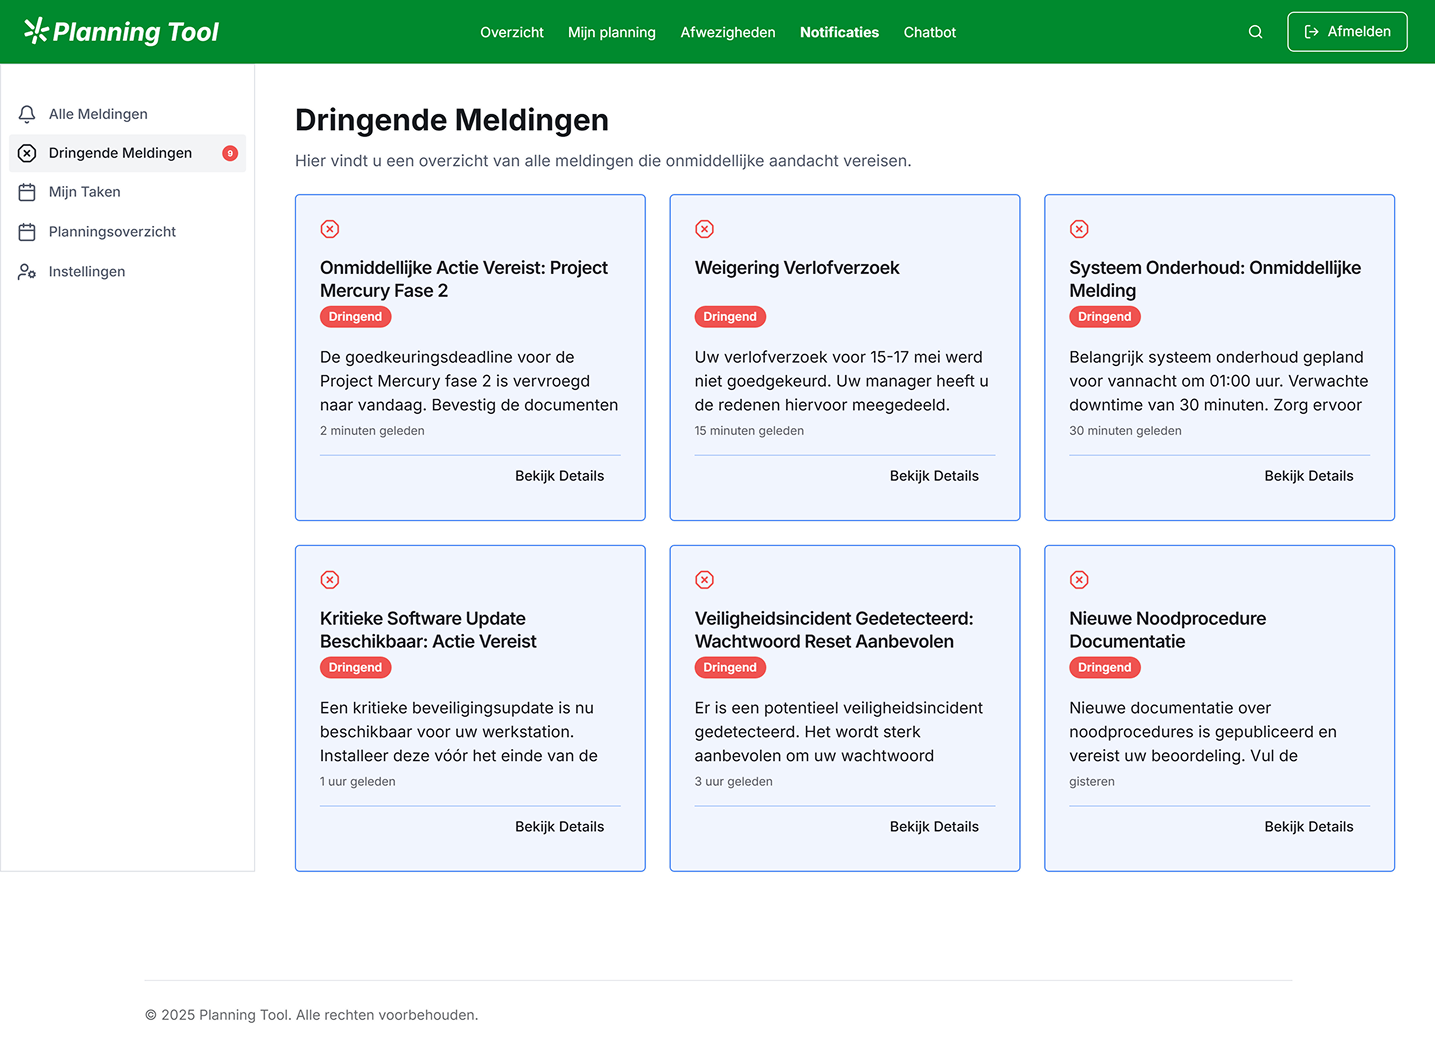 Planning Tool
Overzicht
Mijn planning
Afwezigheden
Notificaties
Chatbot
Afmelden
Alle Meldingen
Dringende Meldingen
9
Mijn Taken
Planningsoverzicht
Instellingen
Dringende Meldingen
Hier vindt u een overzicht van alle meldingen die onmiddellijke aandacht vereisen.
Onmiddellijke Actie Vereist: Project
Mercury Fase 2
Dringend
De goedkeuringsdeadline voor de
Project Mercury fase 2 is vervroegd
naar vandaag. Bevestig de documenten
2 minuten geleden
Bekijk Details
Weigering Verlofverzoek
Dringend
Uw verlofverzoek voor 15-17 mei werd
niet goedgekeurd. Uw manager heeft u
de redenen hiervoor meegedeeld.
15 minuten geleden
Bekijk Details
Systeem Onderhoud: Onmiddellijke
Melding
Dringend
Belangrijk systeem onderhoud gepland
voor vannacht om 01:00 uur. Verwachte
downtime van 30 minuten. Zorg ervoor
30 minuten geleden
Bekijk Details
Kritieke Software Update
Beschikbaar: Actie Vereist
Dringend
Een kritieke beveiligingsupdate is nu
beschikbaar voor uw werkstation.
Installeer deze vóór het einde van de
1 uur geleden
Bekijk Details
Veiligheidsincident Gedetecteerd:
Wachtwoord Reset Aanbevolen
Dringend
Er is een potentieel veiligheidsincident
gedetecteerd. Het wordt sterk
aanbevolen om uw wachtwoord
3 uur geleden
Bekijk Details
Nieuwe Noodprocedure
Documentatie
Dringend
Nieuwe documentatie over
noodprocedures is gepubliceerd en
vereist uw beoordeling. Vul de
gisteren
Bekijk Details
© 2025 Planning Tool. Alle rechten voorbehouden.